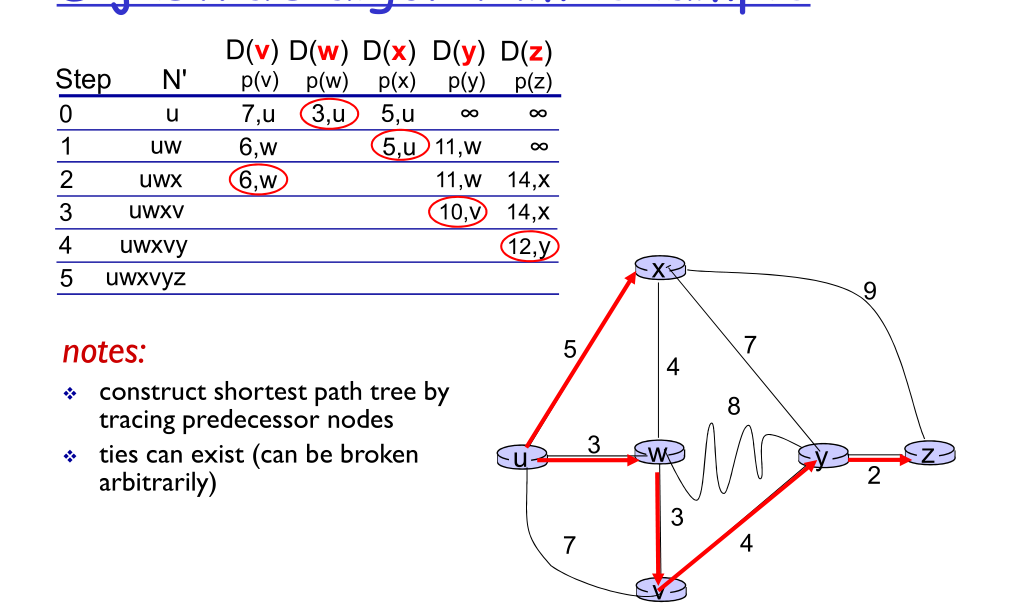 D(v) D(w) D(x) D(y) D(z)
Step N' p(v) p(w) p(x) p(y) p(z)
0 u 7,u 3,u 5,u ∞ ∞
1 uw 6,w 5,u 11,w ∞
2 uwx 6,w 11,w 14,x
3 uwxv 10,v 14,x
4 uwxvy 12,y
5 uwxvyz
notes:
❖ construct shortest path tree by
tracing predecessor nodes
❖ ties can exist (can be broken
arbitrarily)
x
9
5
7
4
8
u
3
w
y
z
2
3
7
4
v